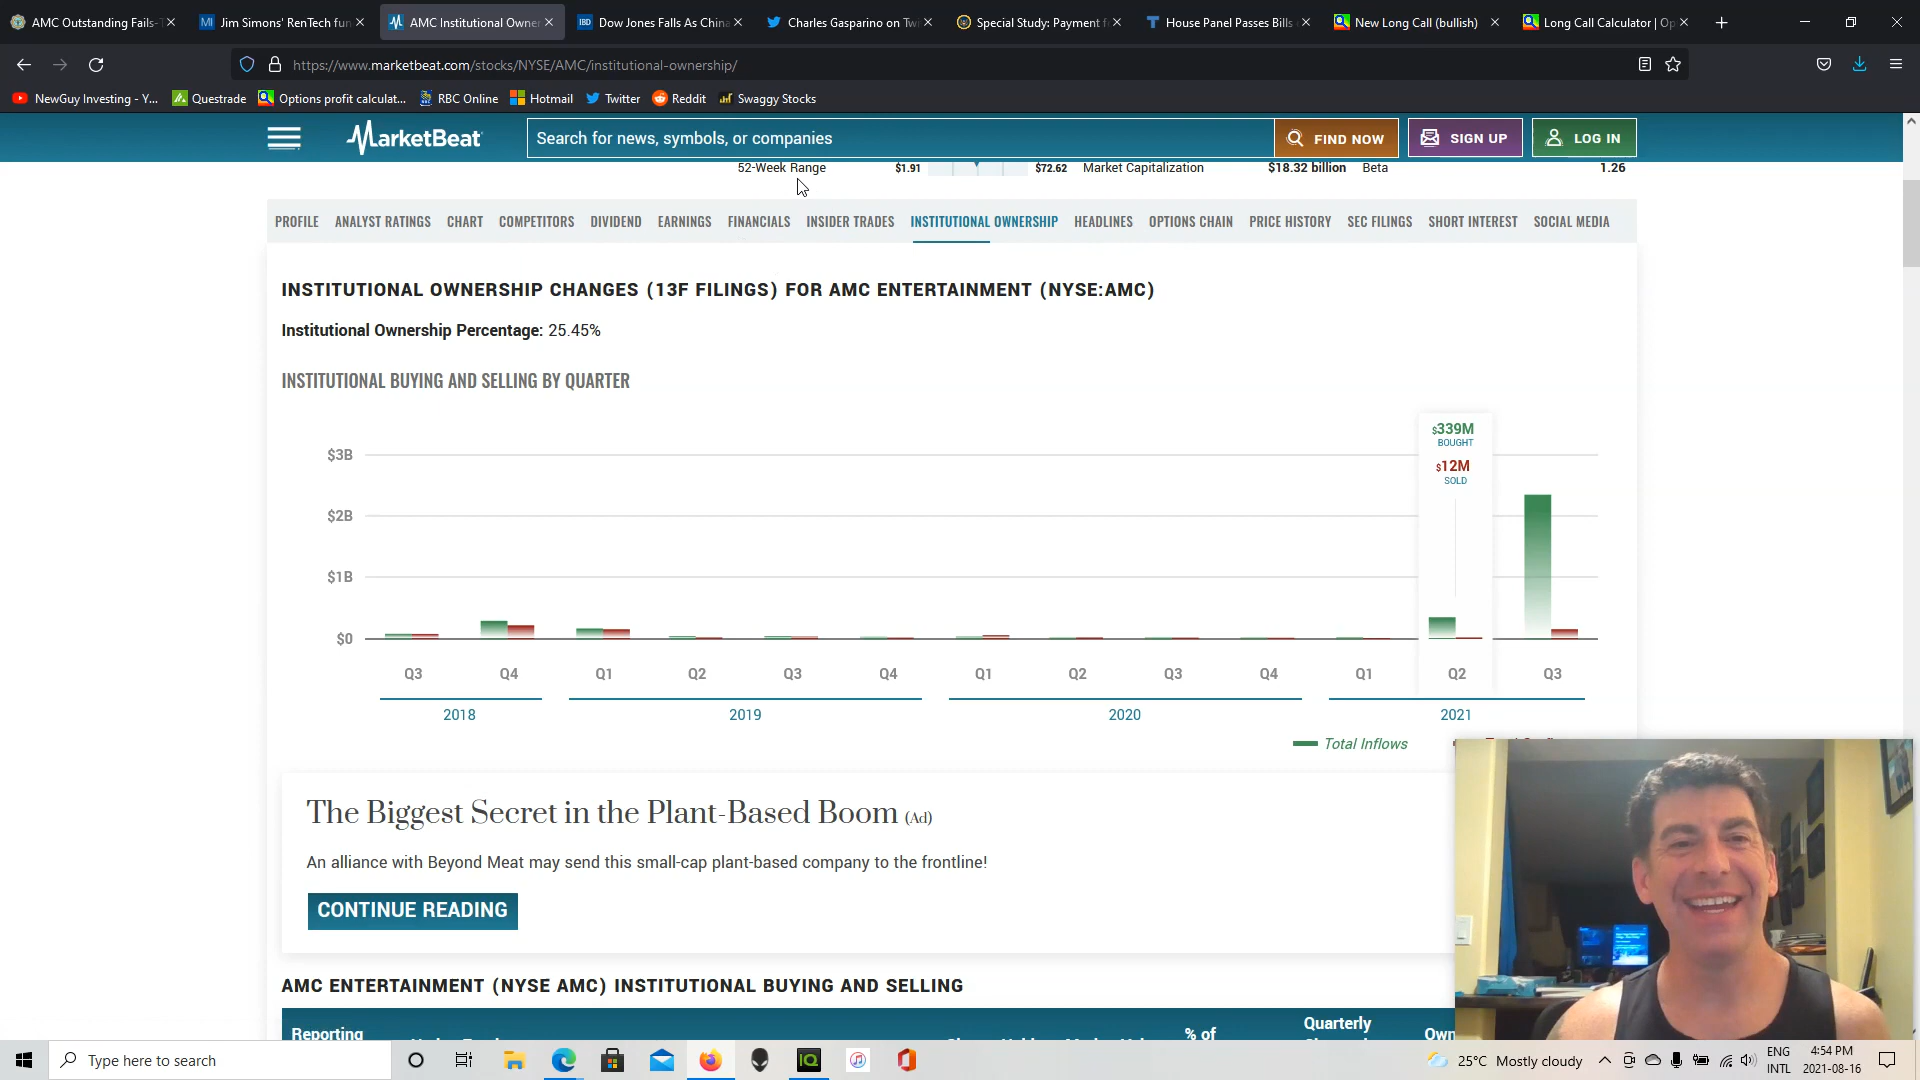 AMC Outstanding Fails-T
Jim Simons' RenTech fun
AMC Institutional Owner
Dow Jones Falls As China
Charles Gasparino on Tw
Special Study: Payment f
House Panel Passes Bills
New Long Call (bullish)
Long Call Calculator | Op
https://www.marketbeat.com/stocks/NYSE/AMC/institutional-ownership/
NewGuy Investing - Y... Questrade Options profit calculat... RBC Online Hotmail Twitter Reddit Swaggy Stocks
MarketBeat Search for news, symbols, or companies FIND NOW SIGN UP LOG IN
52-Week Range $1.91 $72.62 Market Capitalization $18.32 billion Beta 1.26
PROFILE ANALYST RATINGS CHART COMPETITORS DIVIDEND EARNINGS FINANCIALS INSIDER TRADES INSTITUTIONAL OWNERSHIP HEADLINES OPTIONS CHAIN PRICE HISTORY SEC FILINGS SHORT INTEREST SOCIAL MEDIA
INSTITUTIONAL OWNERSHIP CHANGES (13F FILINGS) FOR AMC ENTERTAINMENT (NYSE:AMC)
Institutional Ownership Percentage: 25.45%
INSTITUTIONAL BUYING AND SELLING BY QUARTER
$339M
BOUGHT
$12M
SOLD
$3B
$2B
$1B
$0
Q3 Q4 Q1 Q2 Q3 Q4 Q1 Q2 Q3 Q4 Q1 Q2 Q3
2018 2019 2020 2021
Total Inflows
The Biggest Secret in the Plant-Based Boom (Ad)
An alliance with Beyond Meat may send this small-cap plant-based company to the frontline!
CONTINUE READING
AMC ENTERTAINMENT (NYSE AMC) INSTITUTIONAL BUYING AND SELLING
Reporting
% of
Quarterly
Own
Type here to search
25°C Mostly cloudy
ENG
INTL
4:54 PM
2021-08-16